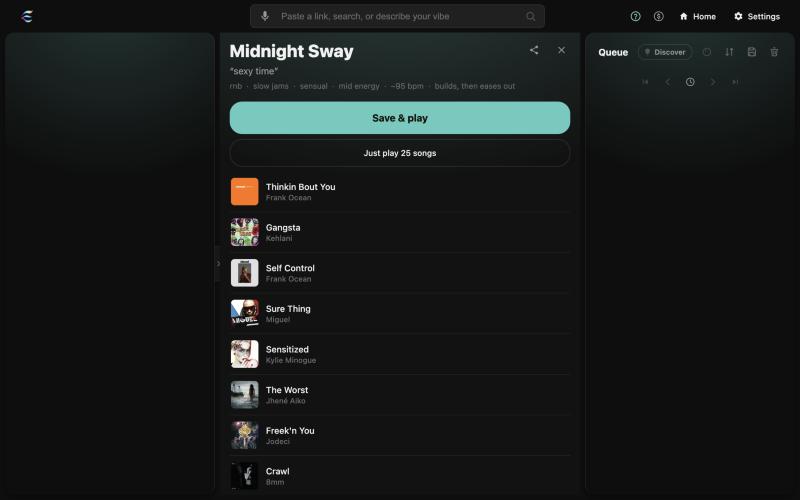 Paste a link, search, or describe your vibe
Home
Settings
Midnight Sway
"sexy time"
rnb · slow jams · sensual · mid energy · ~95 bpm · builds, then eases out
Save & play
Just play 25 songs
Thinkin Bout You
Frank Ocean
Gangsta
Kehlani
Self Control
Frank Ocean
Sure Thing
Miguel
Sensitized
Kylie Minogue
The Worst
Jhené Aiko
Freek'n You
Jodeci
Crawl
8mm
Queue
Discover